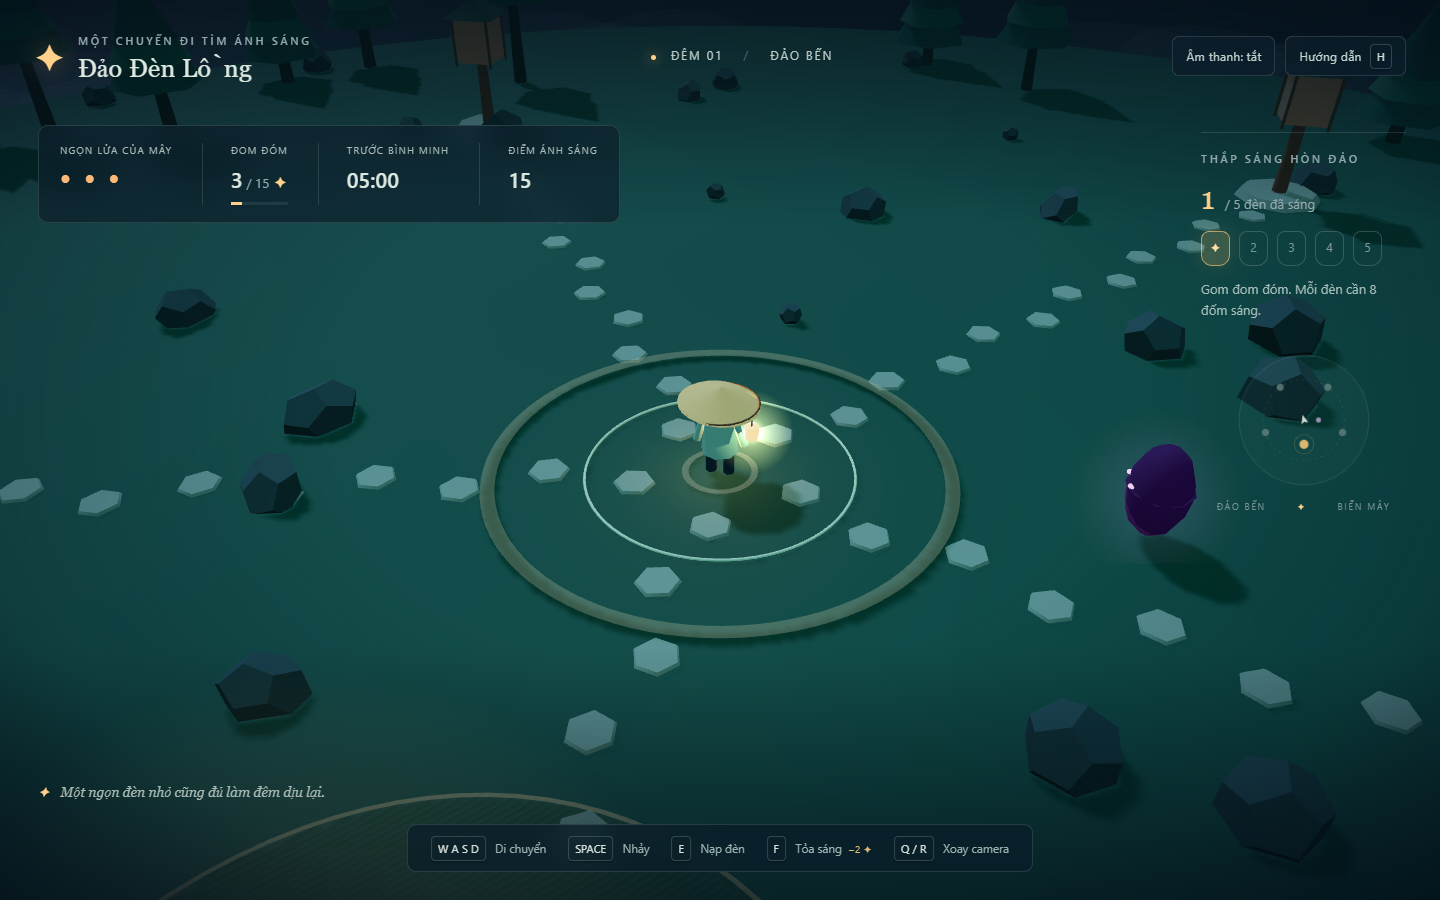 MỘT CHUYẾN ĐI TÌM ÁNH SÁNG
Đảo Đèn Lồng
ĐÊM 01 / ĐẢO BẾN
Âm thanh: tắt
Hướng dẫn H
NGỌN LỬA CỦA MÂY
ĐOM ĐÓM
3 / 15
TRƯỚC BÌNH MINH
05:00
ĐIỂM ÁNH SÁNG
15
THẮP SÁNG HÒN ĐẢO
1 / 5 đèn đã sáng
2 3 4 5
Gom đom đóm. Mỗi đèn cần 8
đốm sáng.
ĐẢO BẾN BIỂN MÂY
Một ngọn đèn nhỏ cũng đủ làm đêm dịu lại.
W A S D Di chuyển SPACE Nhảy E Nạp đèn F Tỏa sáng −2 Q / R Xoay camera